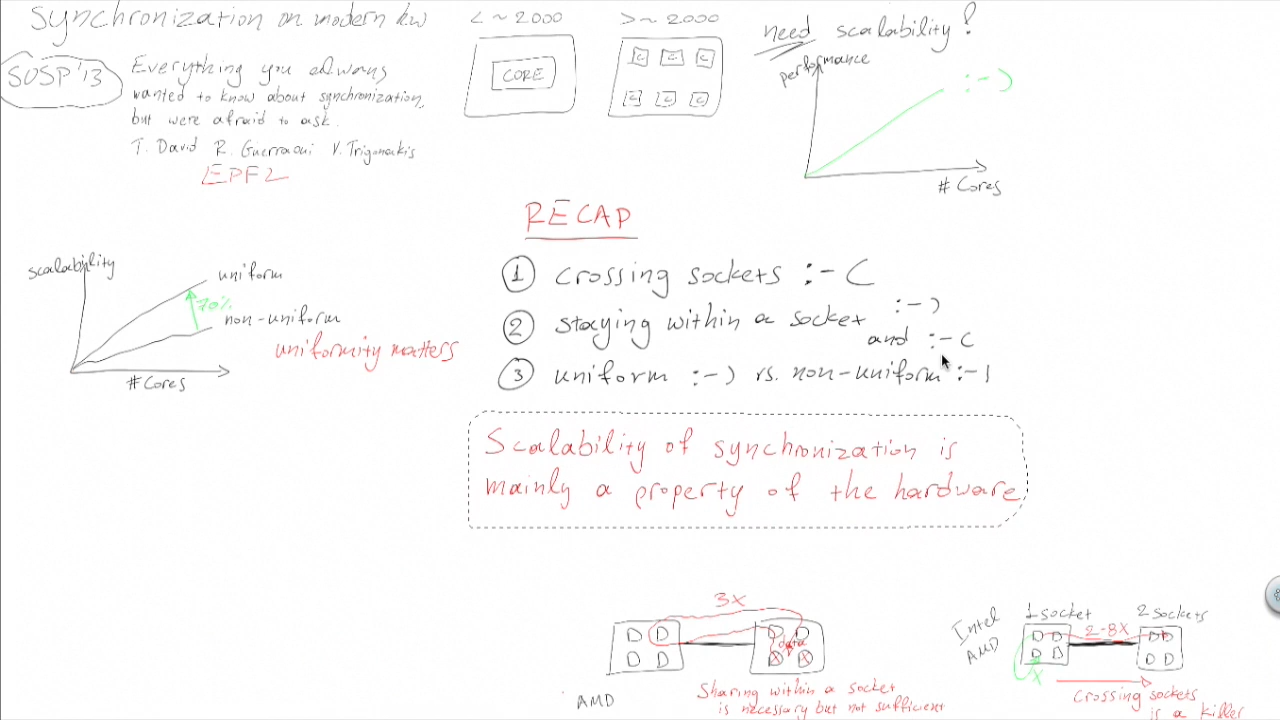 Synchronization on modern hw
SOSP'13
Everything you always
wanted to know about synchronization,
but were afraid to ask.
T. David R. Guerraoui V. Trigonakis
EPFL
< ~ 2000
CORE
> ~ 2000
C C C
C C C
need scalability?
performance
:-)
# Cores
scalability
uniform
70%
non-uniform
uniformity matters
# Cores
RECAP
1 crossing sockets :-(
2 staying within a socket :-)
and :-(
3 uniform :-) vs. non-uniform :-|
Scalability of synchronization is
mainly a property of the hardware
3x
data
AMD
Sharing within a socket
is necessary but not sufficient
Intel
AMD
1 socket
2 sockets
2-8X
X
Crossing sockets
is a killer